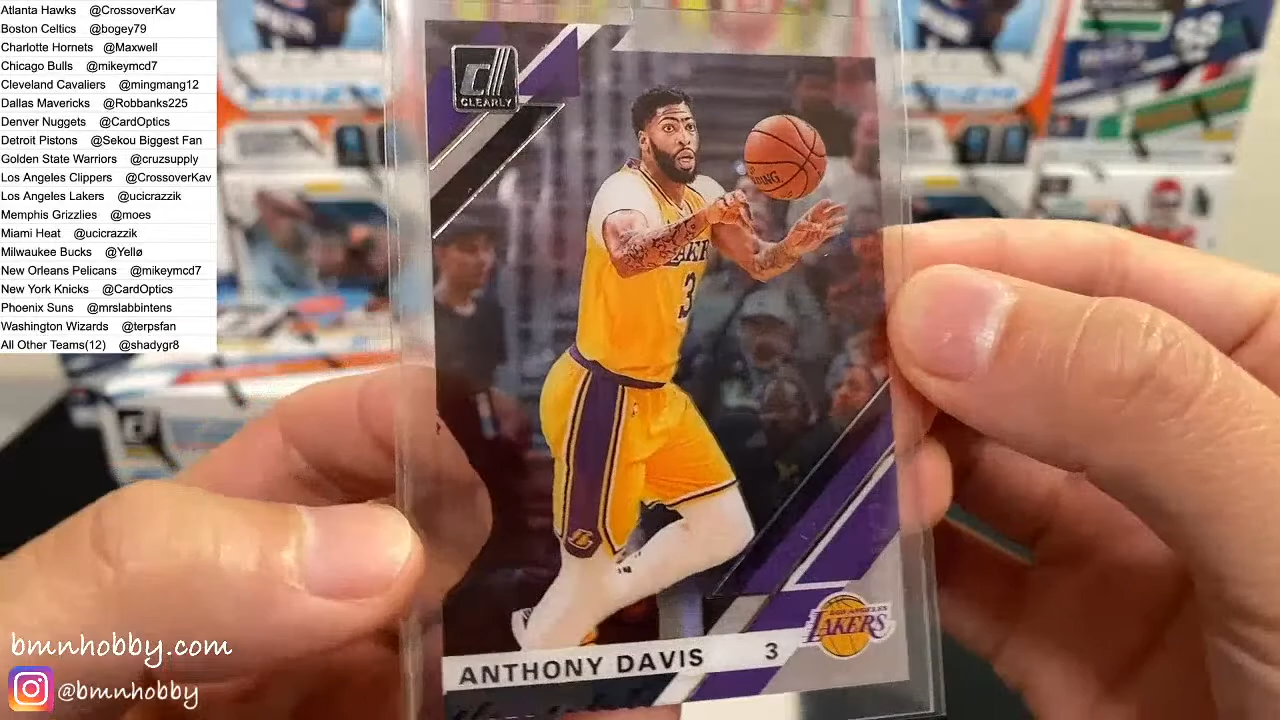 Atlanta Hawks @CrossoverKav
Boston Celtics @bogey79
Charlotte Hornets @Maxwell
Chicago Bulls @mikeymcd7
Cleveland Cavaliers @mingmang12
Dallas Mavericks @Robbanks225
Denver Nuggets @CardOptics
Detroit Pistons @Sekou Biggest Fan
Golden State Warriors @cruzsupply
Los Angeles Clippers @CrossoverKav
Los Angeles Lakers @ucicrazzik
Memphis Grizzlies @moes
Miami Heat @ucicrazzik
Milwaukee Bucks @Yellø
New Orleans Pelicans @mikeymcd7
New York Knicks @CardOptics
Phoenix Suns @mrslabbintens
Washington Wizards @terpsfan
All Other Teams(12) @shadygr8
CLEARLY
3
ANTHONY DAVIS 3
LOS ANGELES
LAKERS
bmnhobby.com
@bmnhobby